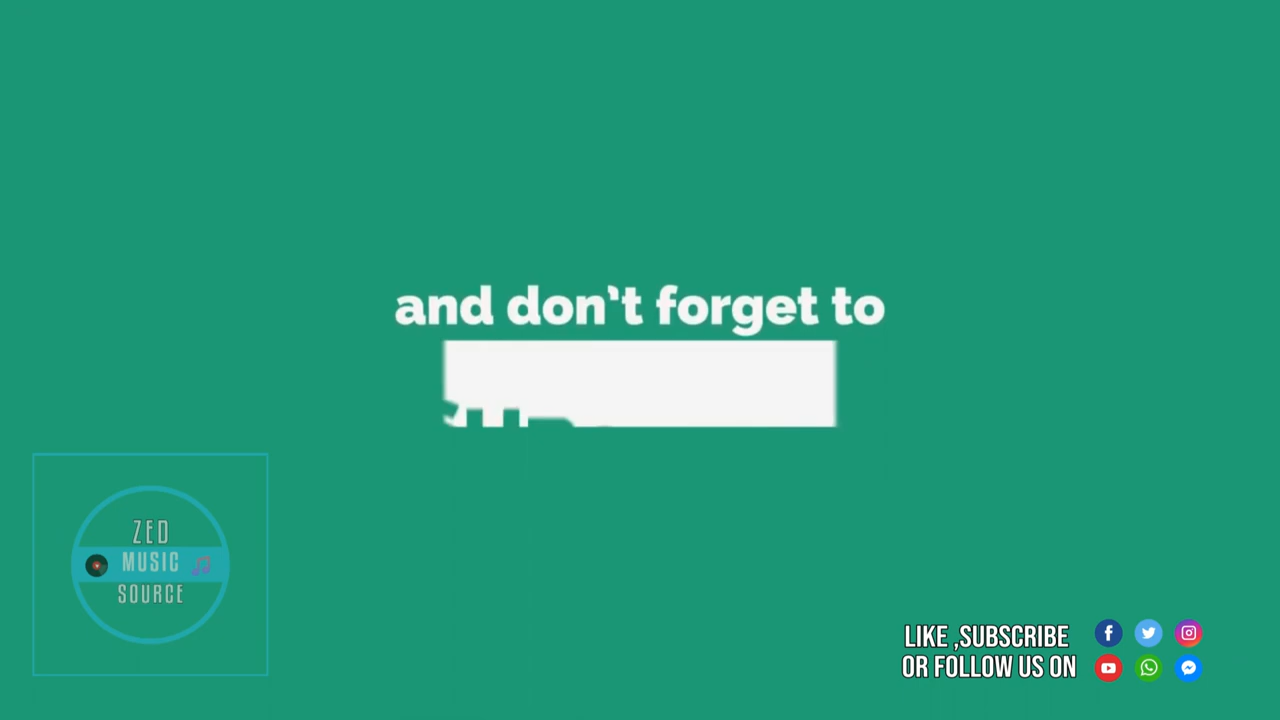 and don't forget to
ZED
MUSIC
SOURCE
LIKE ,SUBSCRIBE
OR FOLLOW US ON